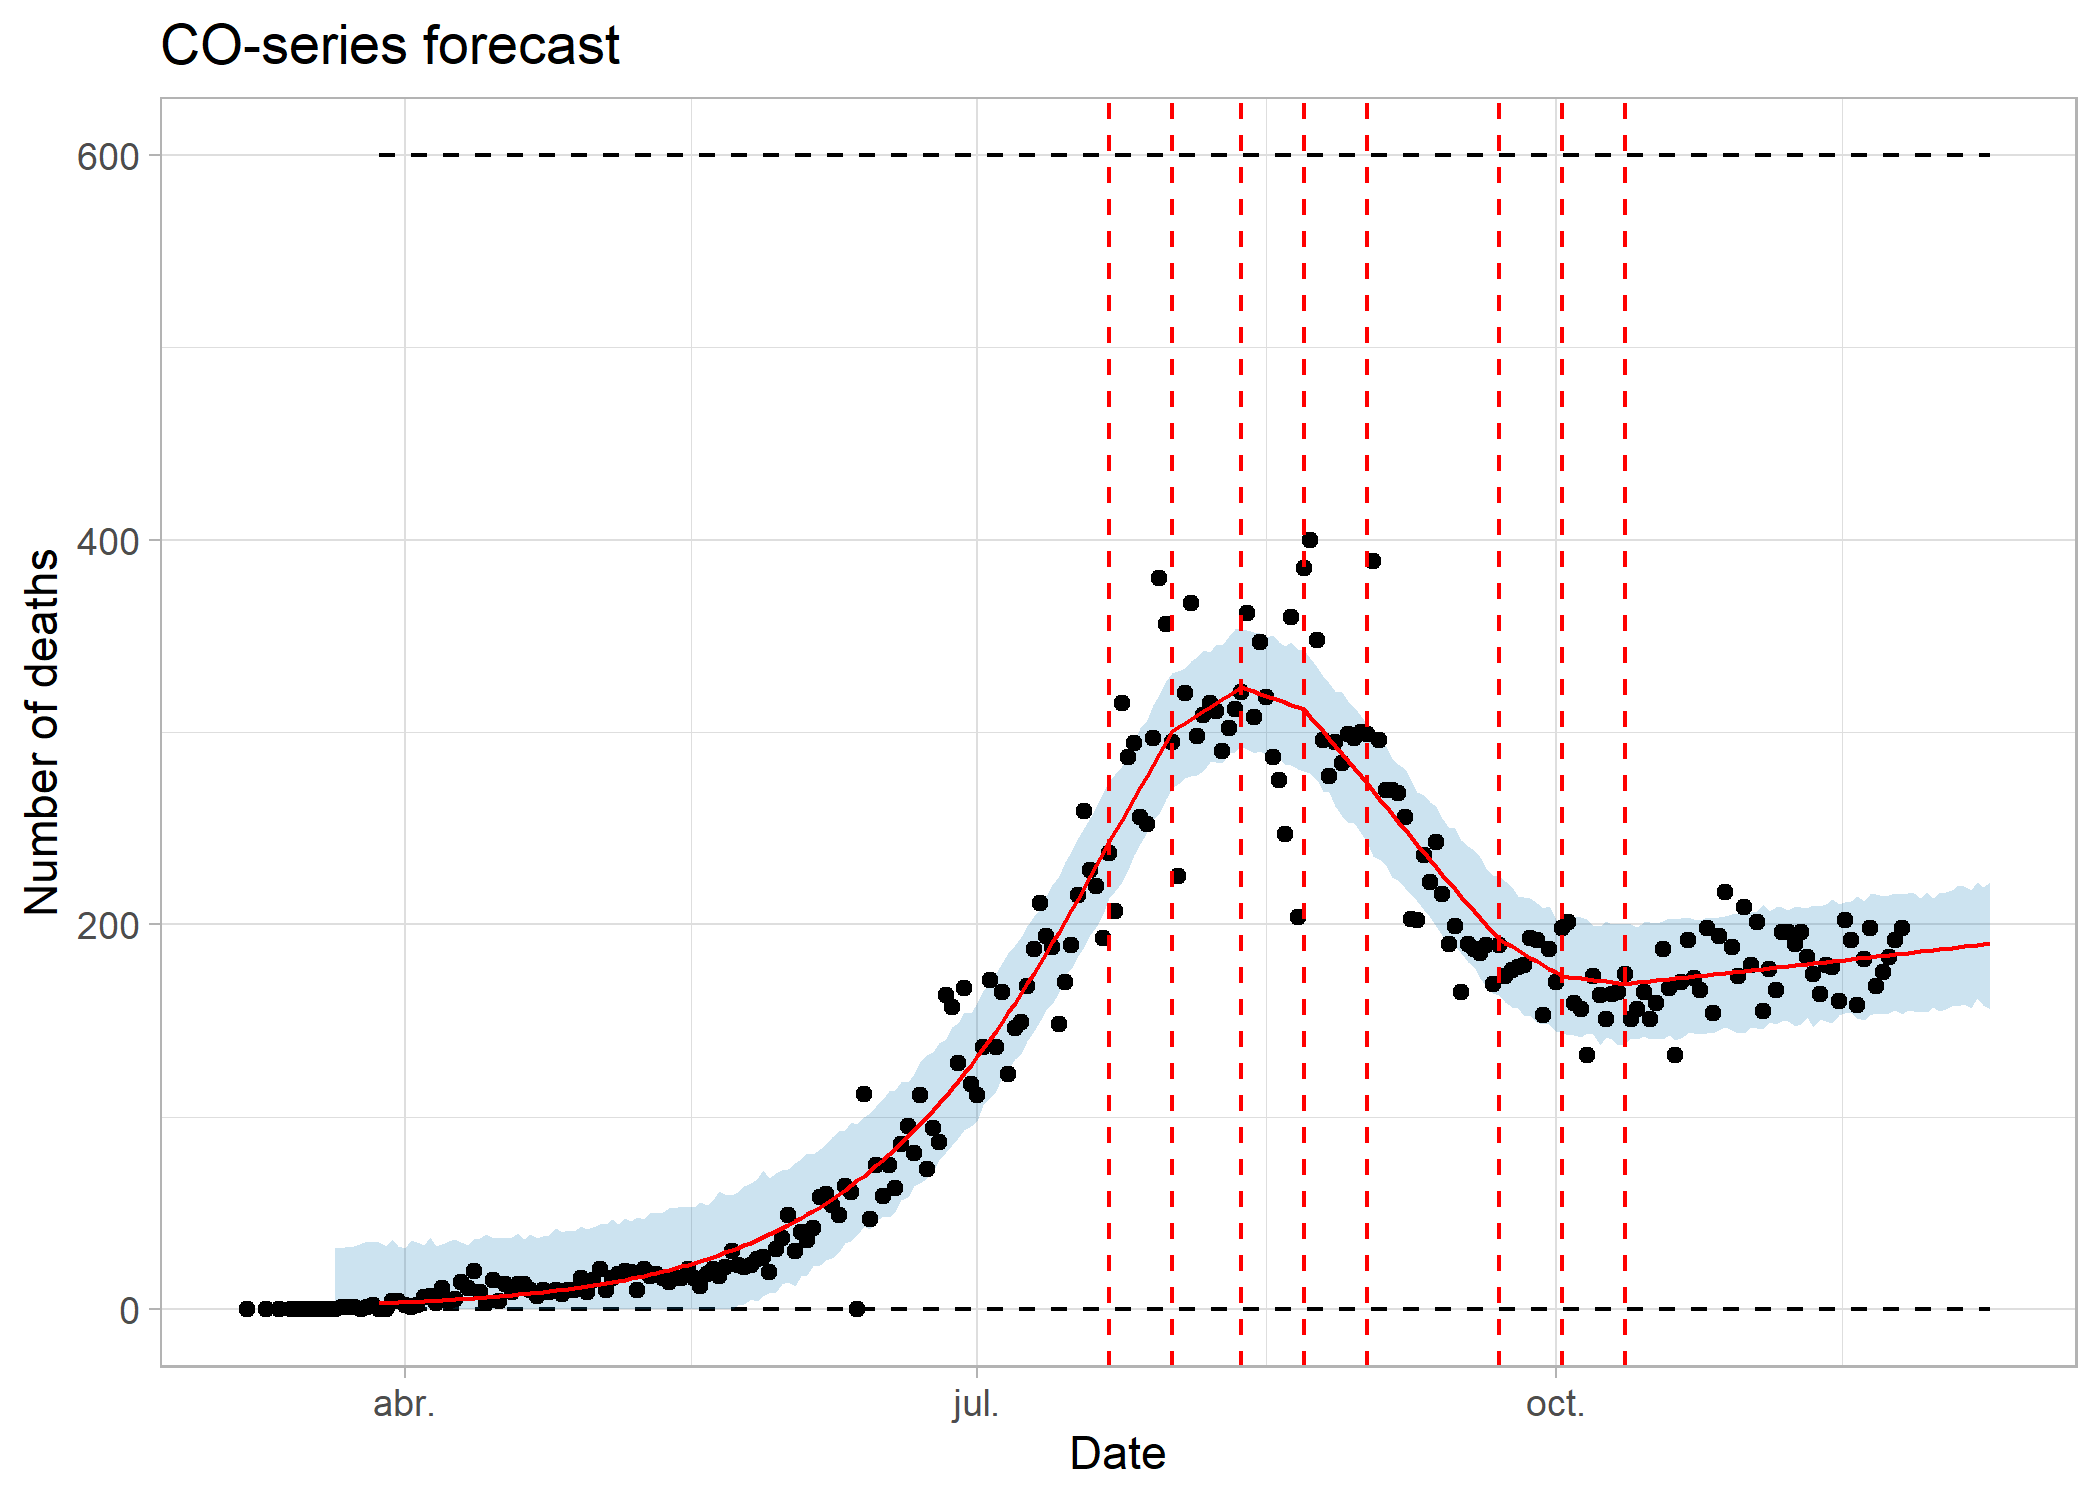 CO-series forecast
600
400
200
0
Number of deaths
abr.
jul.
oct.
Date